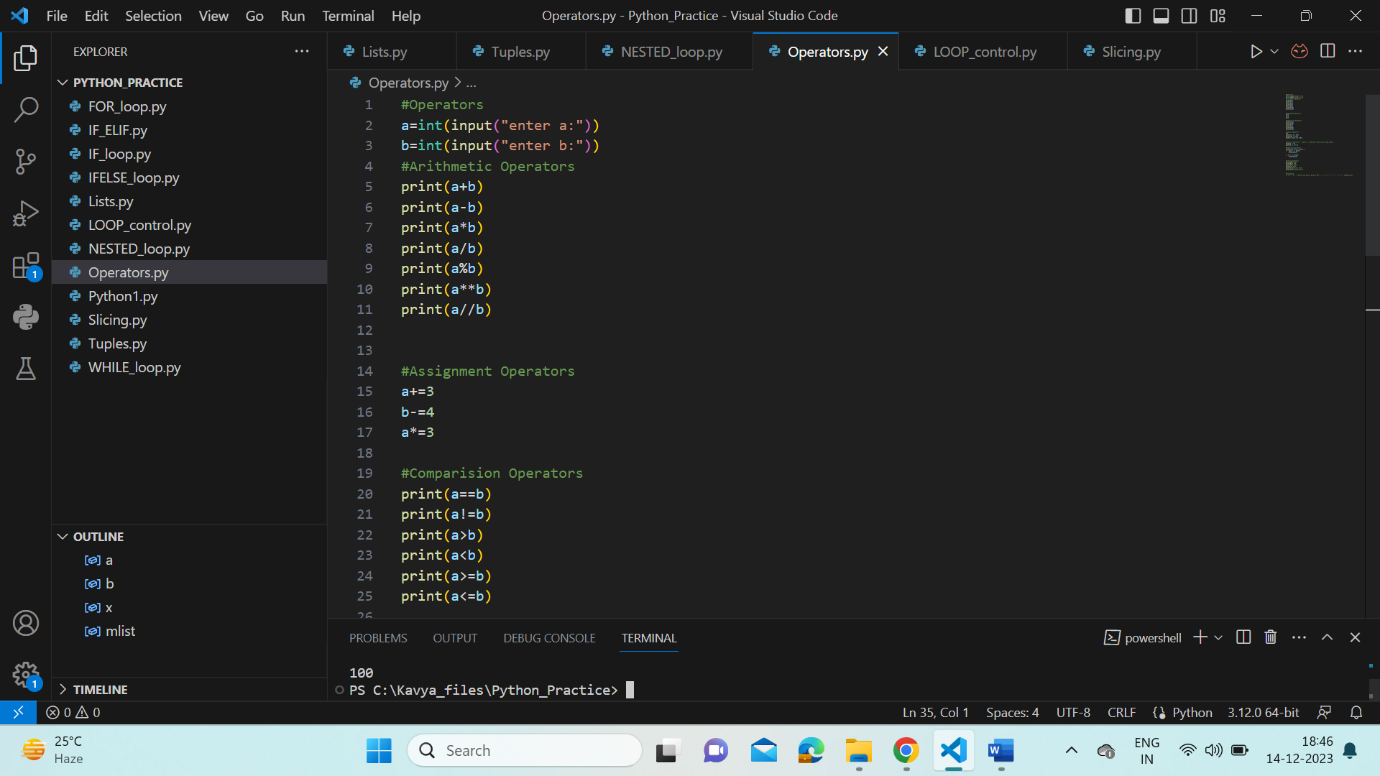 File Edit Selection View Go Run Terminal Help
Operators.py - Python_Practice - Visual Studio Code
EXPLORER
PYTHON_PRACTICE
FOR_loop.py
IF_ELIF.py
IF_loop.py
IFELSE_loop.py
Lists.py
LOOP_control.py
NESTED_loop.py
Operators.py
Python1.py
Slicing.py
Tuples.py
WHILE_loop.py
OUTLINE
a
b
x
mlist
TIMELINE
1
1
Lists.py Tuples.py NESTED_loop.py Operators.py LOOP_control.py Slicing.py
Operators.py > ...
1 #Operators
2 a=int(input("enter a:"))
3 b=int(input("enter b:"))
4 #Arithmetic Operators
5 print(a+b)
6 print(a-b)
7 print(a*b)
8 print(a/b)
9 print(a%b)
10 print(a**b)
11 print(a//b)
12
13
14 #Assignment Operators
15 a+=3
16 b-=4
17 a*=3
18
19 #Comparision Operators
20 print(a==b)
21 print(a!=b)
22 print(a>b)
23 print(a<b)
24 print(a>=b)
25 print(a<=b)
26
PROBLEMS OUTPUT DEBUG CONSOLE TERMINAL
powershell
100
PS C:\Kavya_files\Python_Practice>
0 0
Ln 35, Col 1 Spaces: 4 UTF-8 CRLF Python 3.12.0 64-bit
25°C
Haze
Search
ENG
IN
18:46
14-12-2023